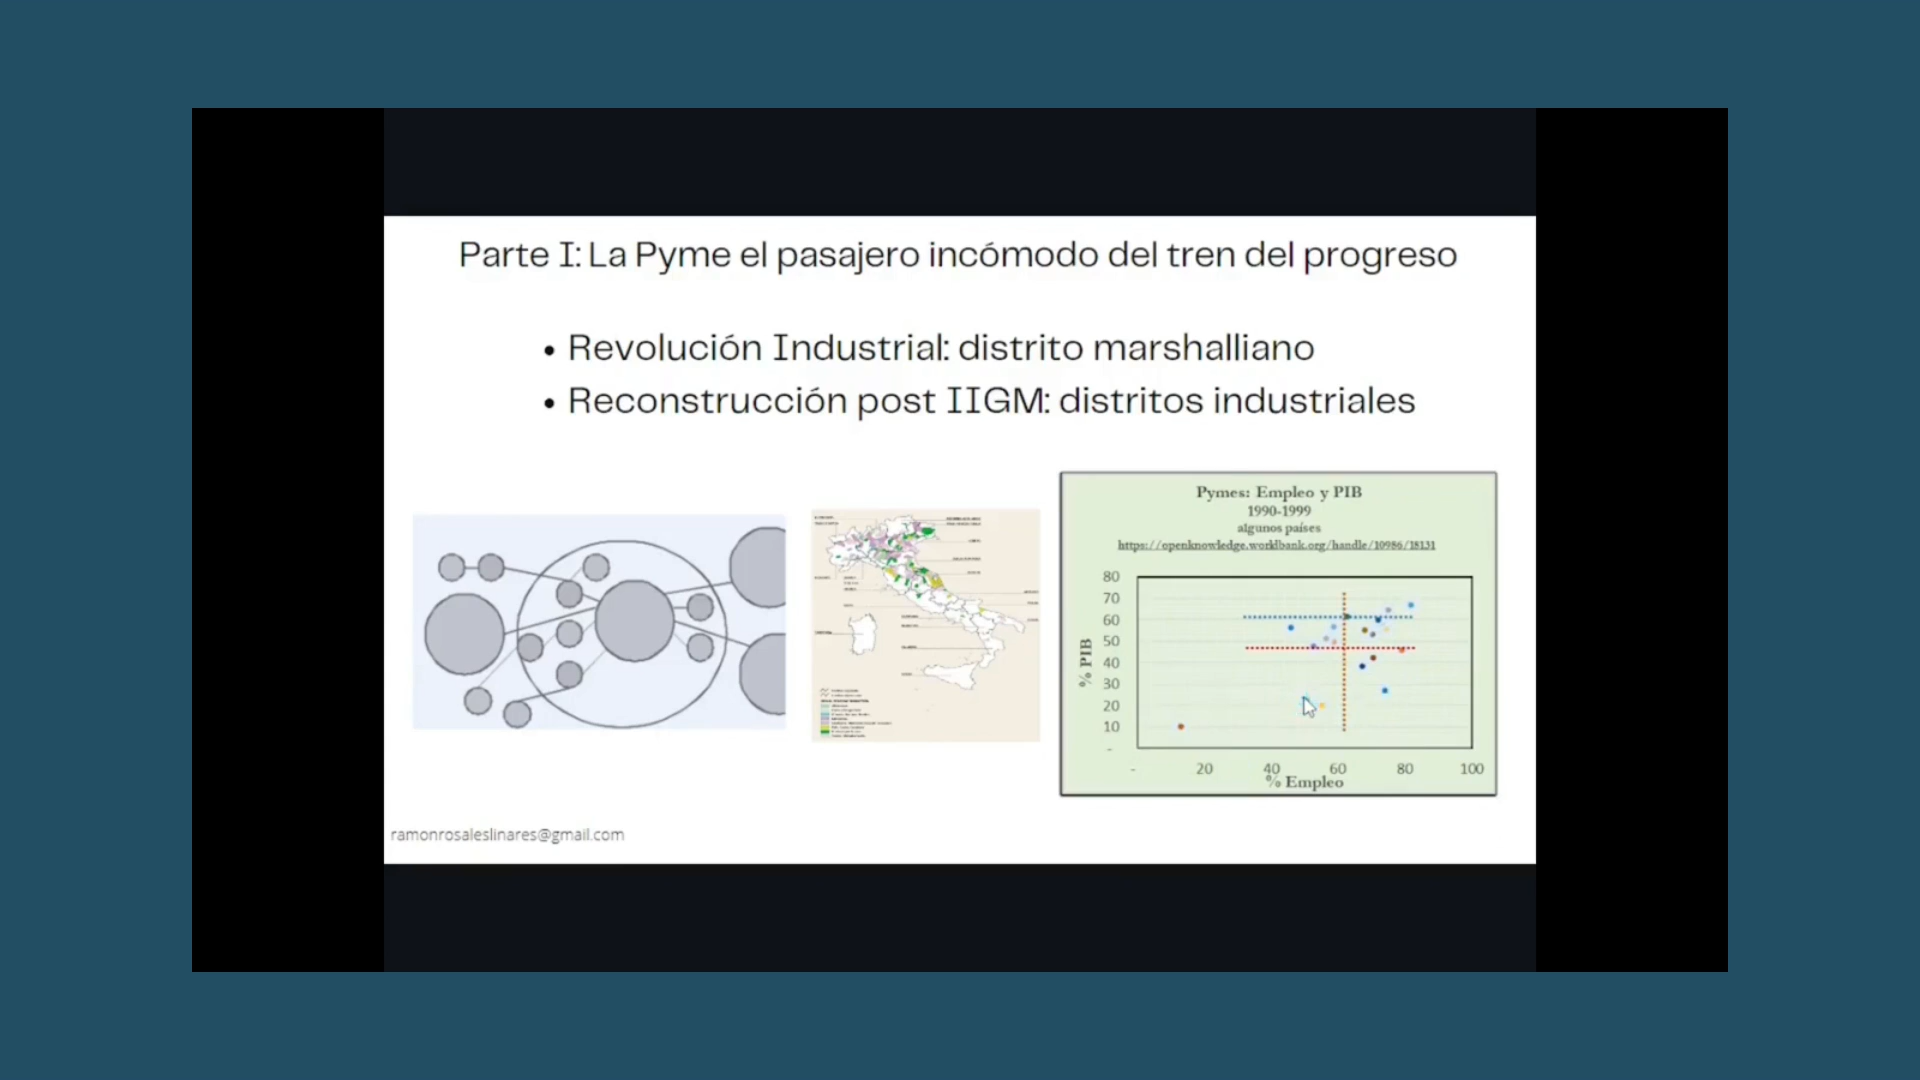 Parte I: La Pyme el pasajero incómodo del tren del progreso
• Revolución Industrial: distrito marshalliano
• Reconstrucción post IIGM: distritos industriales
Pymes: Empleo y PIB
1990-1999
algunos países
https://openknowledge.worldbank.org/handle/10986/18131
80
70
60
50
40
30
20
10
-
% PIB
- 20 40 60 80 100
% Empleo
ramonrosaleslinares@gmail.com